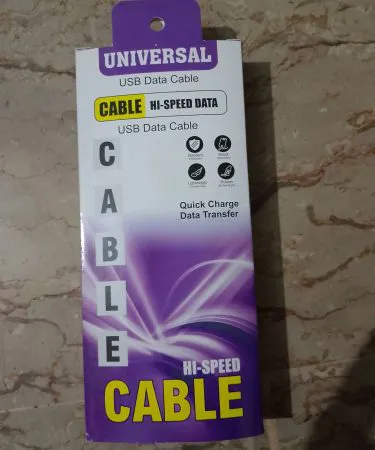 UNIVERSAL
USB Data Cable
CABLE HI-SPEED DATA
USB Data Cable
C
A
B
L
E
Quick Charge
Data Transfer
HI-SPEED
CABLE